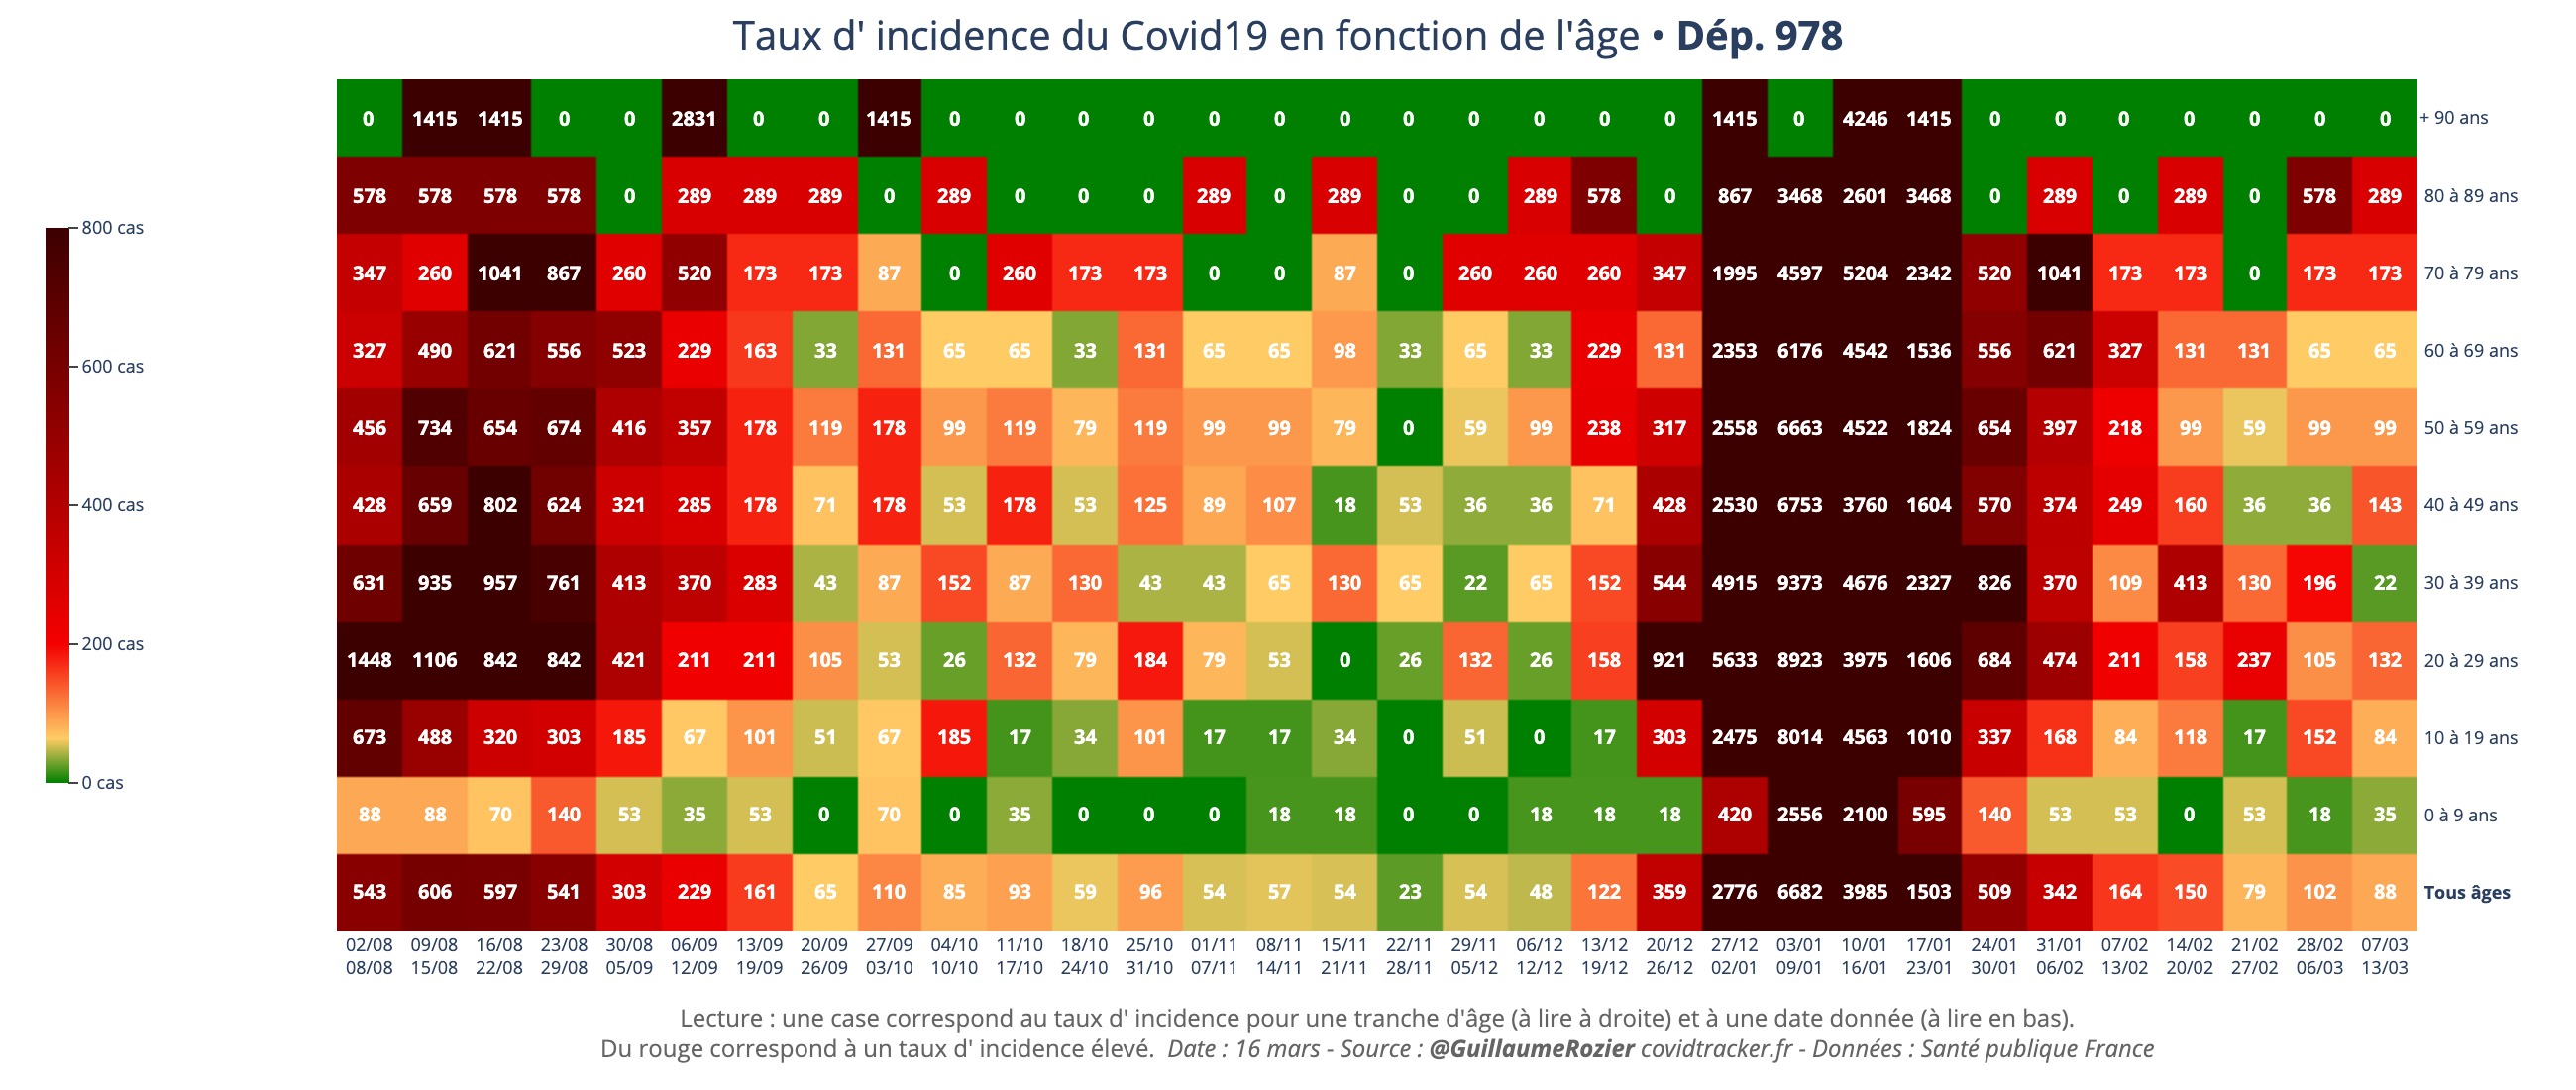 Taux d' incidence du Covid19 en fonction de l'âge • Dép. 978
0 1415 1415 0 0 2831 0 0 1415 0 0 0 0 0 0 0 0 0 0 0 0 1415 0 4246 1415 0 0 0 0 0 0 0 + 90 ans
578 578 578 578 0 289 289 289 0 289 0 0 0 289 0 289 0 0 289 578 0 867 3468 2601 3468 0 289 0 289 0 578 289 80 à 89 ans
800 cas
347 260 1041 867 260 520 173 173 87 0 260 173 173 0 0 87 0 260 260 260 347 1995 4597 5204 2342 520 1041 173 173 0 173 173 70 à 79 ans
327 490 621 556 523 229 163 33 131 65 65 33 131 65 65 98 33 65 33 229 131 2353 6176 4542 1536 556 621 327 131 131 65 65 60 à 69 ans
600 cas
456 734 654 674 416 357 178 119 178 99 119 79 119 99 99 79 0 59 99 238 317 2558 6663 4522 1824 654 397 218 99 59 99 99 50 à 59 ans
400 cas
428 659 802 624 321 285 178 71 178 53 178 53 125 89 107 18 53 36 36 71 428 2530 6753 3760 1604 570 374 249 160 36 36 143 40 à 49 ans
631 935 957 761 413 370 283 43 87 152 87 130 43 43 65 130 65 22 65 152 544 4915 9373 4676 2327 826 370 109 413 130 196 22 30 à 39 ans
200 cas
1448 1106 842 842 421 211 211 105 53 26 132 79 184 79 53 0 26 132 26 158 921 5633 8923 3975 1606 684 474 211 158 237 105 132 20 à 29 ans
673 488 320 303 185 67 101 51 67 185 17 34 101 17 17 34 0 51 0 17 303 2475 8014 4563 1010 337 168 84 118 17 152 84 10 à 19 ans
0 cas
88 88 70 140 53 35 53 0 70 0 35 0 0 0 18 18 0 0 18 18 18 420 2556 2100 595 140 53 53 0 53 18 35 0 à 9 ans
543 606 597 541 303 229 161 65 110 85 93 59 96 54 57 54 23 54 48 122 359 2776 6682 3985 1503 509 342 164 150 79 102 88 Tous âges
02/08 09/08 16/08 23/08 30/08 06/09 13/09 20/09 27/09 04/10 11/10 18/10 25/10 01/11 08/11 15/11 22/11 29/11 06/12 13/12 20/12 27/12 03/01 10/01 17/01 24/01 31/01 07/02 14/02 21/02 28/02 07/03
08/08 15/08 22/08 29/08 05/09 12/09 19/09 26/09 03/10 10/10 17/10 24/10 31/10 07/11 14/11 21/11 28/11 05/12 12/12 19/12 26/12 02/01 09/01 16/01 23/01 30/01 06/02 13/02 20/02 27/02 06/03 13/03
Lecture : une case correspond au taux d' incidence pour une tranche d'âge (à lire à droite) et à une date donnée (à lire en bas).
Du rouge correspond à un taux d' incidence élevé. Date : 16 mars - Source : @GuillaumeRozier covidtracker.fr - Données : Santé publique France